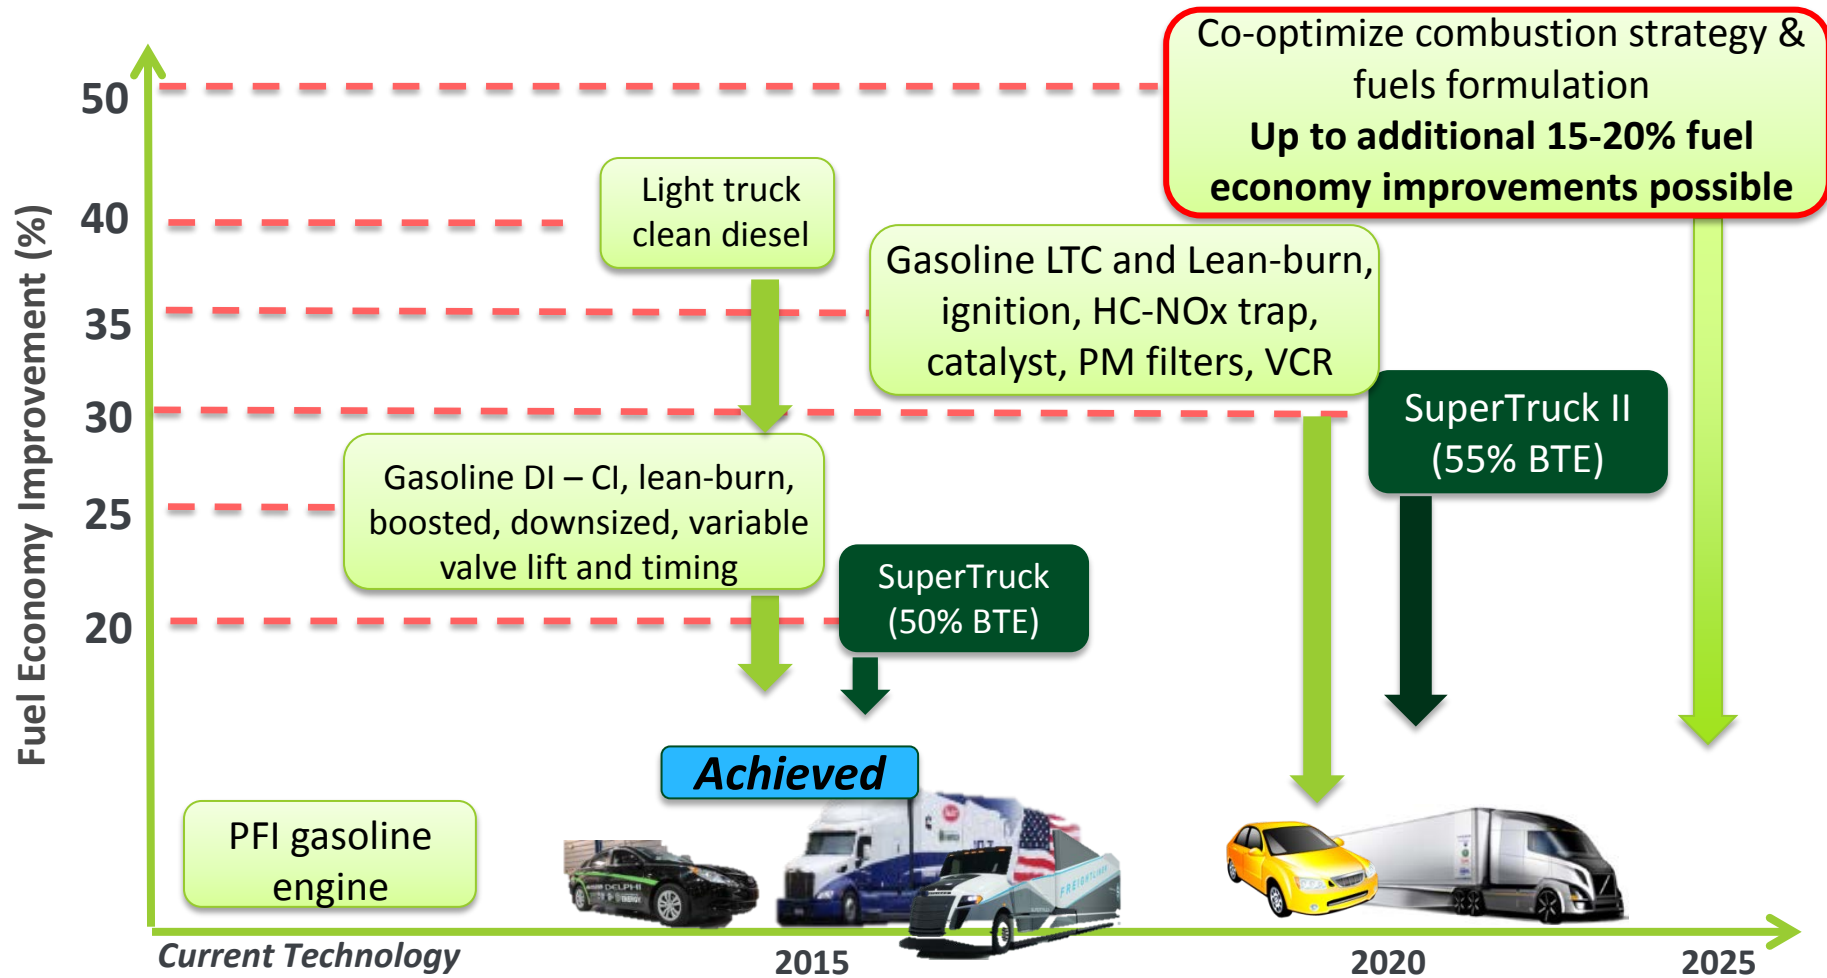 Co-optimize combustion strategy &
fuels formulation
Up to additional 15-20% fuel
economy improvements possible
Fuel Economy Improvement (%)
50
40
35
30
25
20
Light truck
clean diesel
Gasoline LTC and Lean-burn,
ignition, HC-NOx trap,
catalyst, PM filters, VCR
SuperTruck II
(55% BTE)
Gasoline DI – CI, lean-burn,
boosted, downsized, variable
valve lift and timing
SuperTruck
(50% BTE)
Achieved
PFI gasoline
engine
DELPHI
FREIGHTLINER
Current Technology
2015
2020
2025